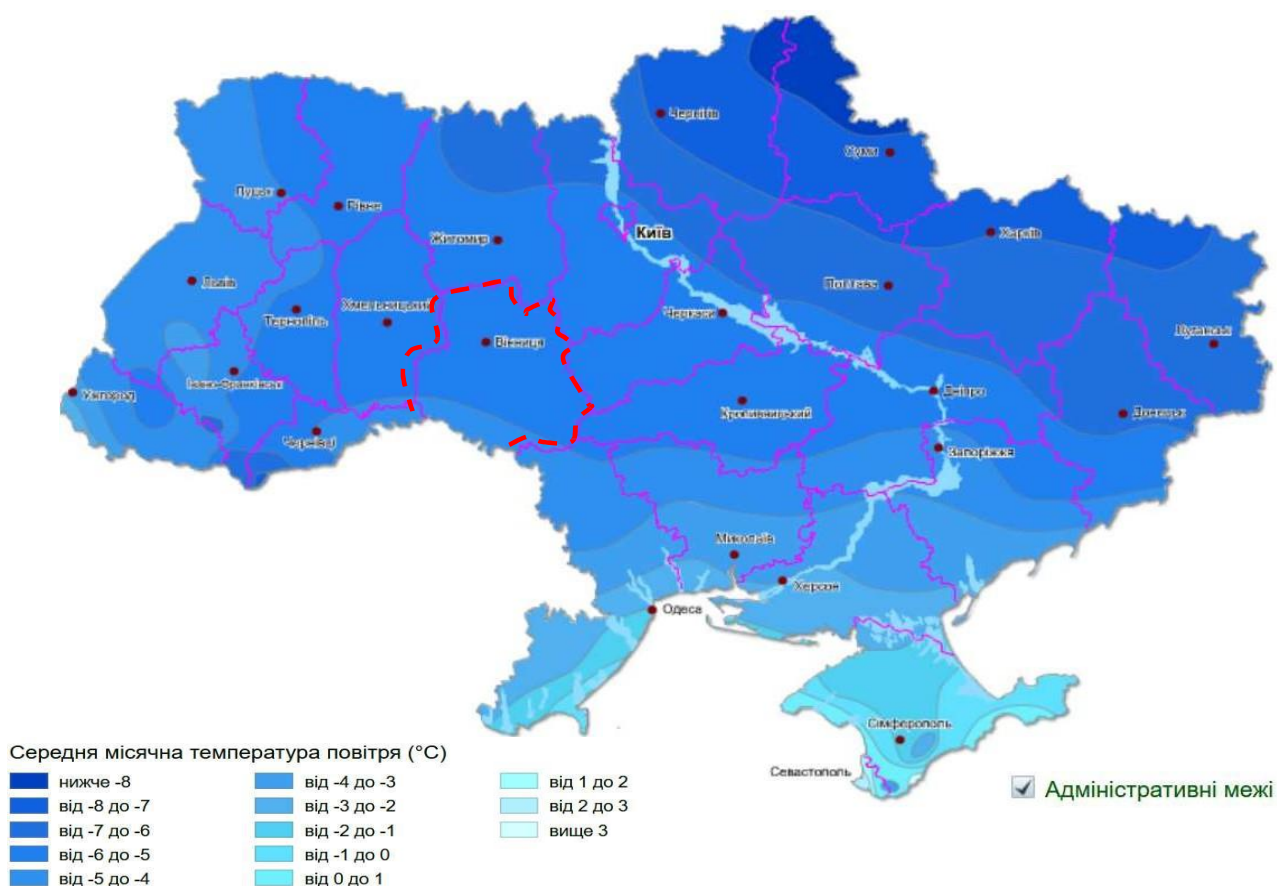 Чернігів
Суми
Луцьк
Рівне
Київ
Харків
Житомир
Львів
Полтава
Хмельницький
Тернопіль
Черкаси
Луганськ
Вінниця
Івано-Франківськ
Ужгород
Дніпро
Кропивницький
Донецьк
Чернівці
Запоріжжя
Миколаїв
Херсон
Одеса
Сімферополь
Севастополь
Середня місячна температура повітря (°C)
нижче -8
від -8 до -7
від -7 до -6
від -6 до -5
від -5 до -4
від -4 до -3
від -3 до -2
від -2 до -1
від -1 до 0
від 0 до 1
від 1 до 2
від 2 до 3
вище 3
Адміністративні межі